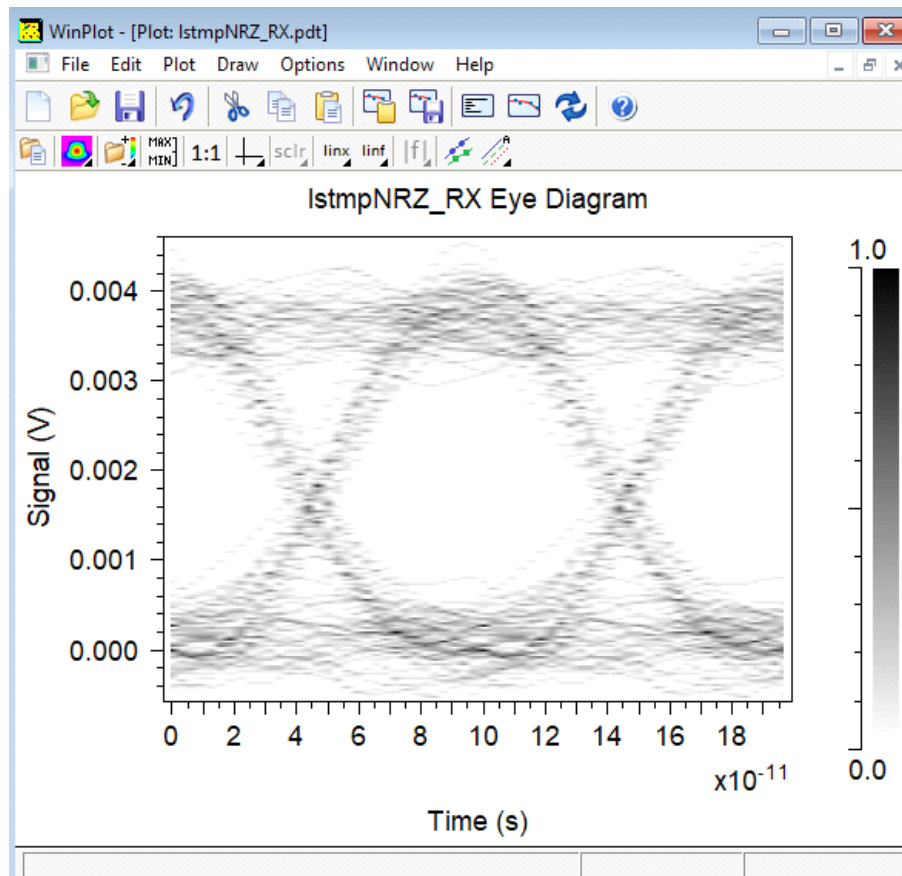 WinPlot - [Plot: lstmpNRZ_RX.pdt]
File Edit Plot Draw Options Window Help
MAX
MIN
1:1
sclr
linx
linf
|f|
A
lstmpNRZ_RX Eye Diagram
1.0
0.004
0.003
0.002
0.001
0.000
Signal (V)
0 2 4 6 8 10 12 14 16 18
0.0
x10-11
Time (s)